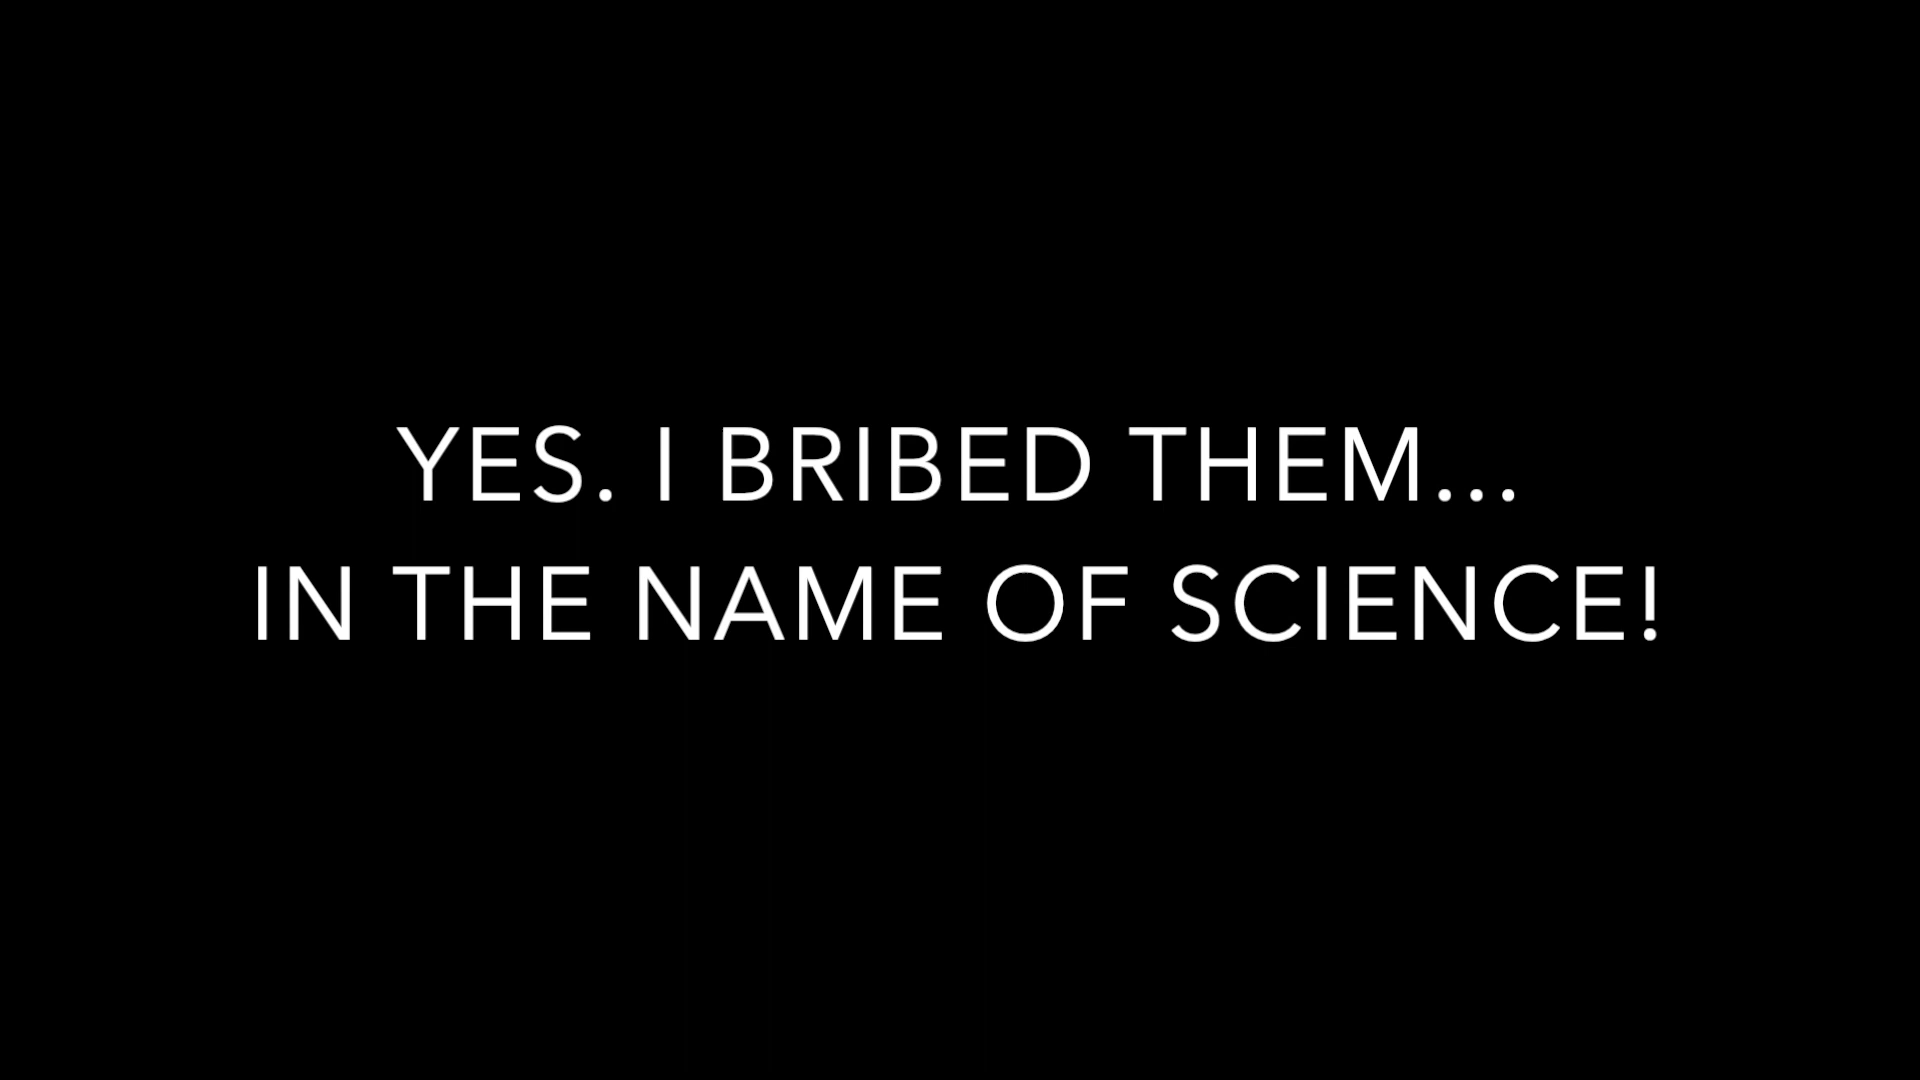 YES. I BRIBED THEM...
IN THE NAME OF SCIENCE!